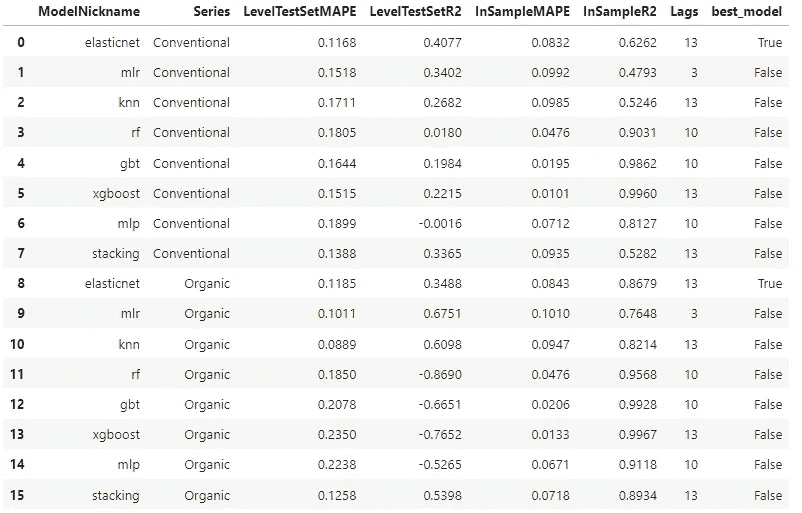 ModelNickname Series LevelTestSetMAPE LevelTestSetR2 InSampleMAPE InSampleR2 Lags best_model
0 elasticnet Conventional 0.1168 0.4077 0.0832 0.6262 13 True
1 mlr Conventional 0.1518 0.3402 0.0992 0.4793 3 False
2 knn Conventional 0.1711 0.2682 0.0985 0.5246 13 False
3 rf Conventional 0.1805 0.0180 0.0476 0.9031 10 False
4 gbt Conventional 0.1644 0.1984 0.0195 0.9862 10 False
5 xgboost Conventional 0.1515 0.2215 0.0101 0.9960 13 False
6 mlp Conventional 0.1899 -0.0016 0.0712 0.8127 10 False
7 stacking Conventional 0.1388 0.3365 0.0935 0.5282 13 False
8 elasticnet Organic 0.1185 0.3488 0.0843 0.8679 13 True
9 mlr Organic 0.1011 0.6751 0.1010 0.7648 3 False
10 knn Organic 0.0889 0.6098 0.0947 0.8214 13 False
11 rf Organic 0.1850 -0.8690 0.0476 0.9568 10 False
12 gbt Organic 0.2078 -0.6651 0.0206 0.9928 10 False
13 xgboost Organic 0.2350 -0.7652 0.0133 0.9967 13 False
14 mlp Organic 0.2238 -0.5265 0.0671 0.9118 10 False
15 stacking Organic 0.1258 0.5398 0.0718 0.8934 13 False